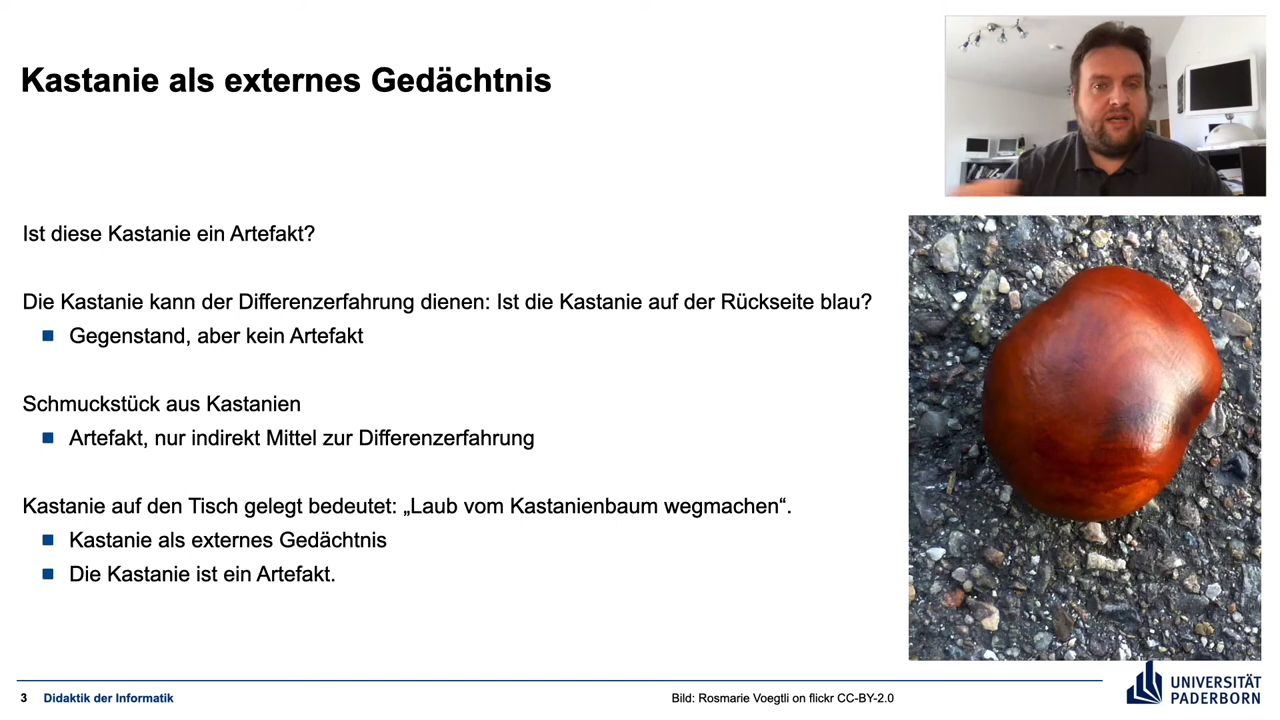 Kastanie als externes Gedächtnis
Ist diese Kastanie ein Artefakt?
Die Kastanie kann der Differenzerfahrung dienen: Ist die Kastanie auf der Rückseite blau?
Gegenstand, aber kein Artefakt
Schmuckstück aus Kastanien
Artefakt, nur indirekt Mittel zur Differenzerfahrung
Kastanie auf den Tisch gelegt bedeutet: „Laub vom Kastanienbaum wegmachen“.
Kastanie als externes Gedächtnis
Die Kastanie ist ein Artefakt.
3 Didaktik der Informatik
Bild: Rosmarie Voegtli on flickr CC-BY-2.0
UNIVERSITÄT
PADERBORN